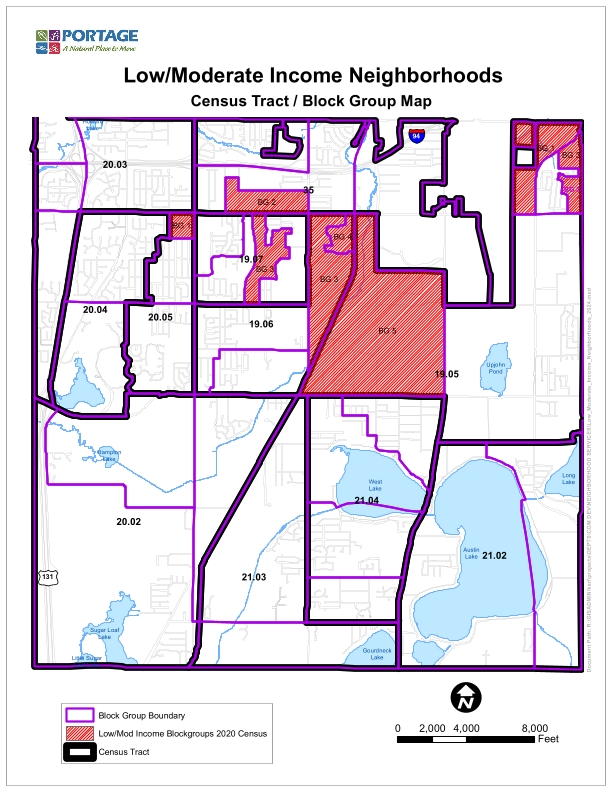 PORTAGE
A Natural Place to Move
Low/Moderate Income Neighborhoods
Census Tract / Block Group Map
Lake
94
20.03
BG 1
BG 2
35
BG 2
BG 1
BG 4
19.07
BG 3
BG 3
20.04
20.05
19.06
BG 5
Upjohn
Pond
19.05
Hampton
Lake
West
Lake
Long
Lake
21.04
20.02
Austin
Lake
21.02
131
21.03
Sugar Loaf
Lake
Little Sugar
Gourdneck
Lake
Block Group Boundary
Low/Mod Income Blockgroups 2020 Census
Census Tract
N
0 2,000 4,000 8,000
Feet